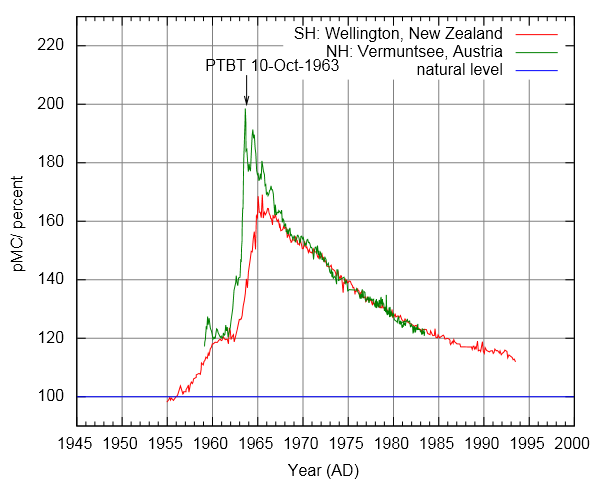 SH: Wellington, New Zealand
NH: Vermuntsee, Austria
natural level
PTBT 10-Oct-1963
220
200
180
160
140
120
100
pMC/ percent
1945 1950 1955 1960 1965 1970 1975 1980 1985 1990 1995 2000
Year (AD)